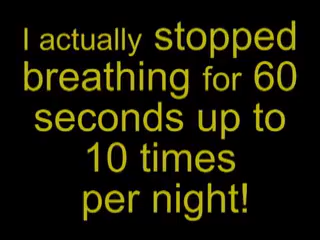 I actually stopped
breathing for 60
seconds up to
10 times
per night!